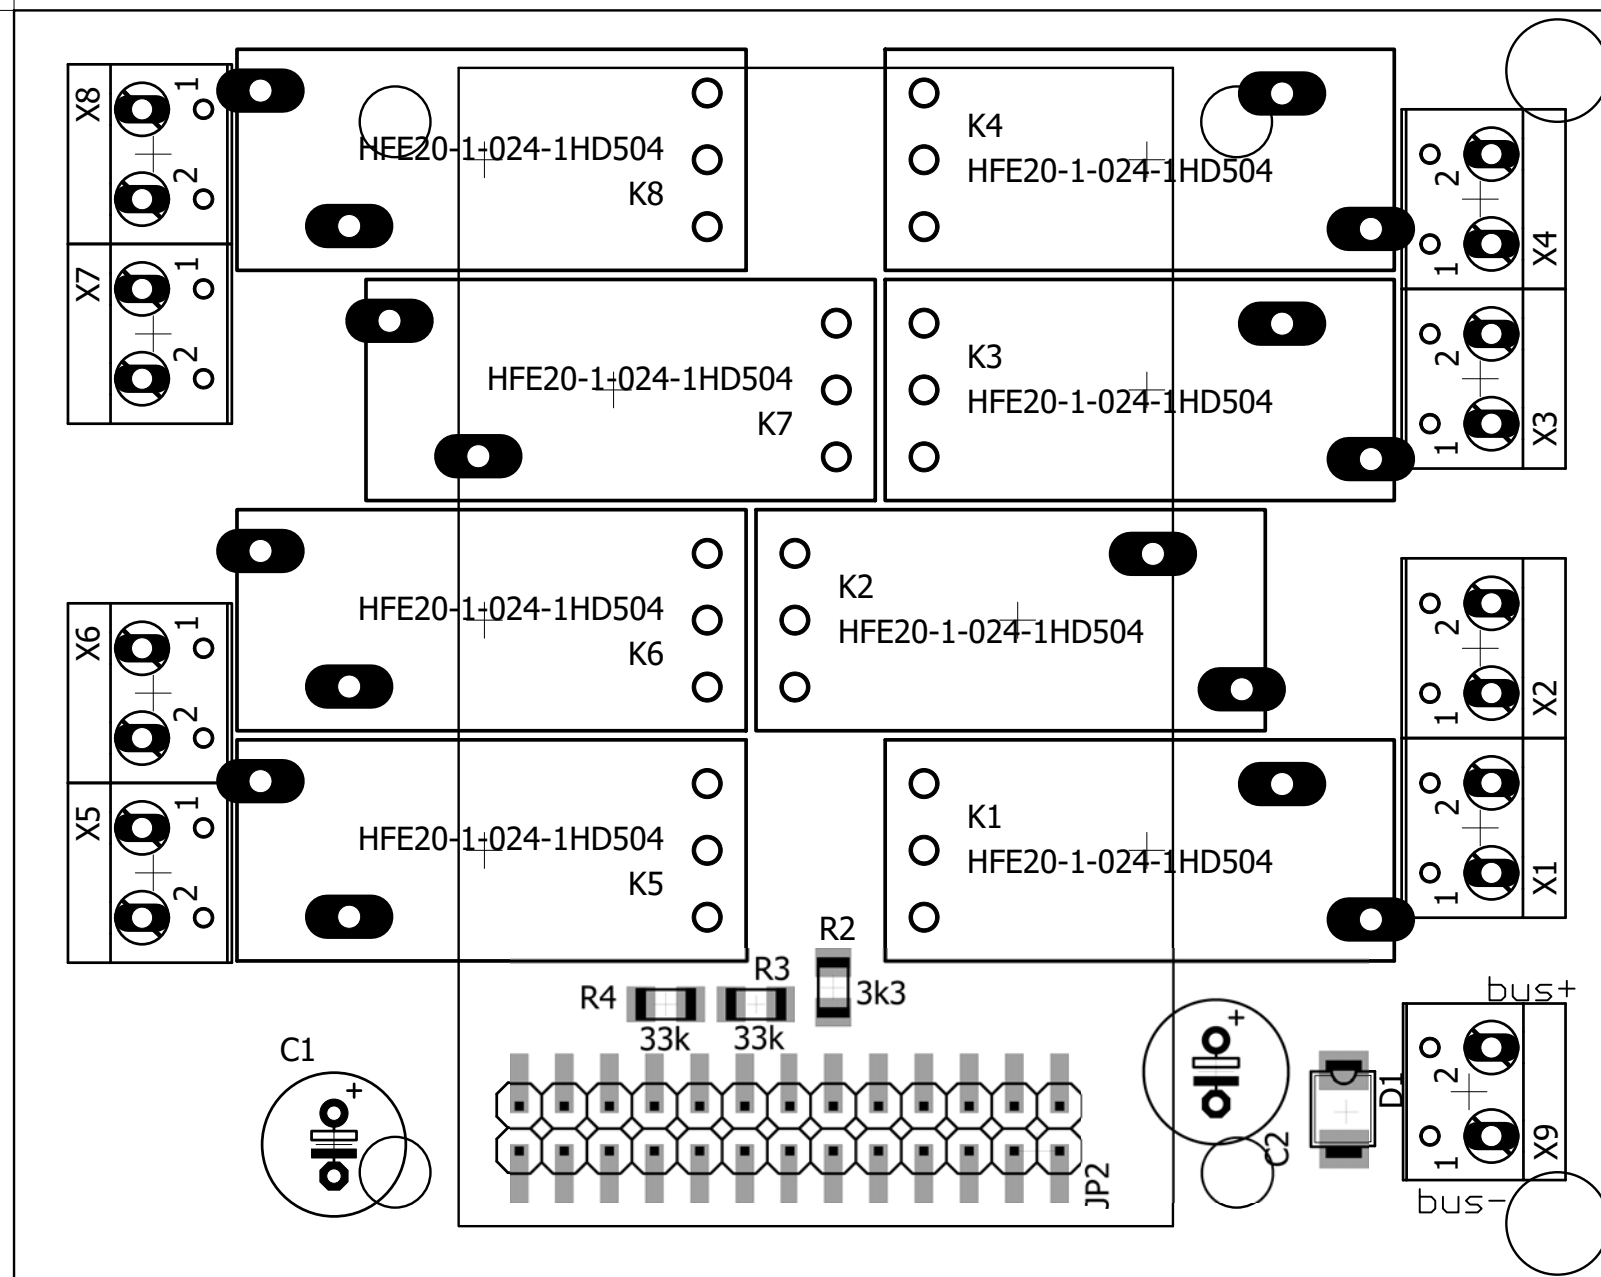 X8
1
2
HFE20-1-024-1HD504
K8
K4
HFE20-1-024-1HD504
2
1
X4
X7
1
2
HFE20-1-024-1HD504
K7
K3
HFE20-1-024-1HD504
2
1
X3
X6
1
2
HFE20-1-024-1HD504
K6
K2
HFE20-1-024-1HD504
2
1
X2
X5
1
2
HFE20-1-024-1HD504
K5
K1
HFE20-1-024-1HD504
2
1
X1
R2
3k3
R3
33k
R4
33k
C1
+
JP2
+
C2
D1
bus+
2
1
X9
bus-